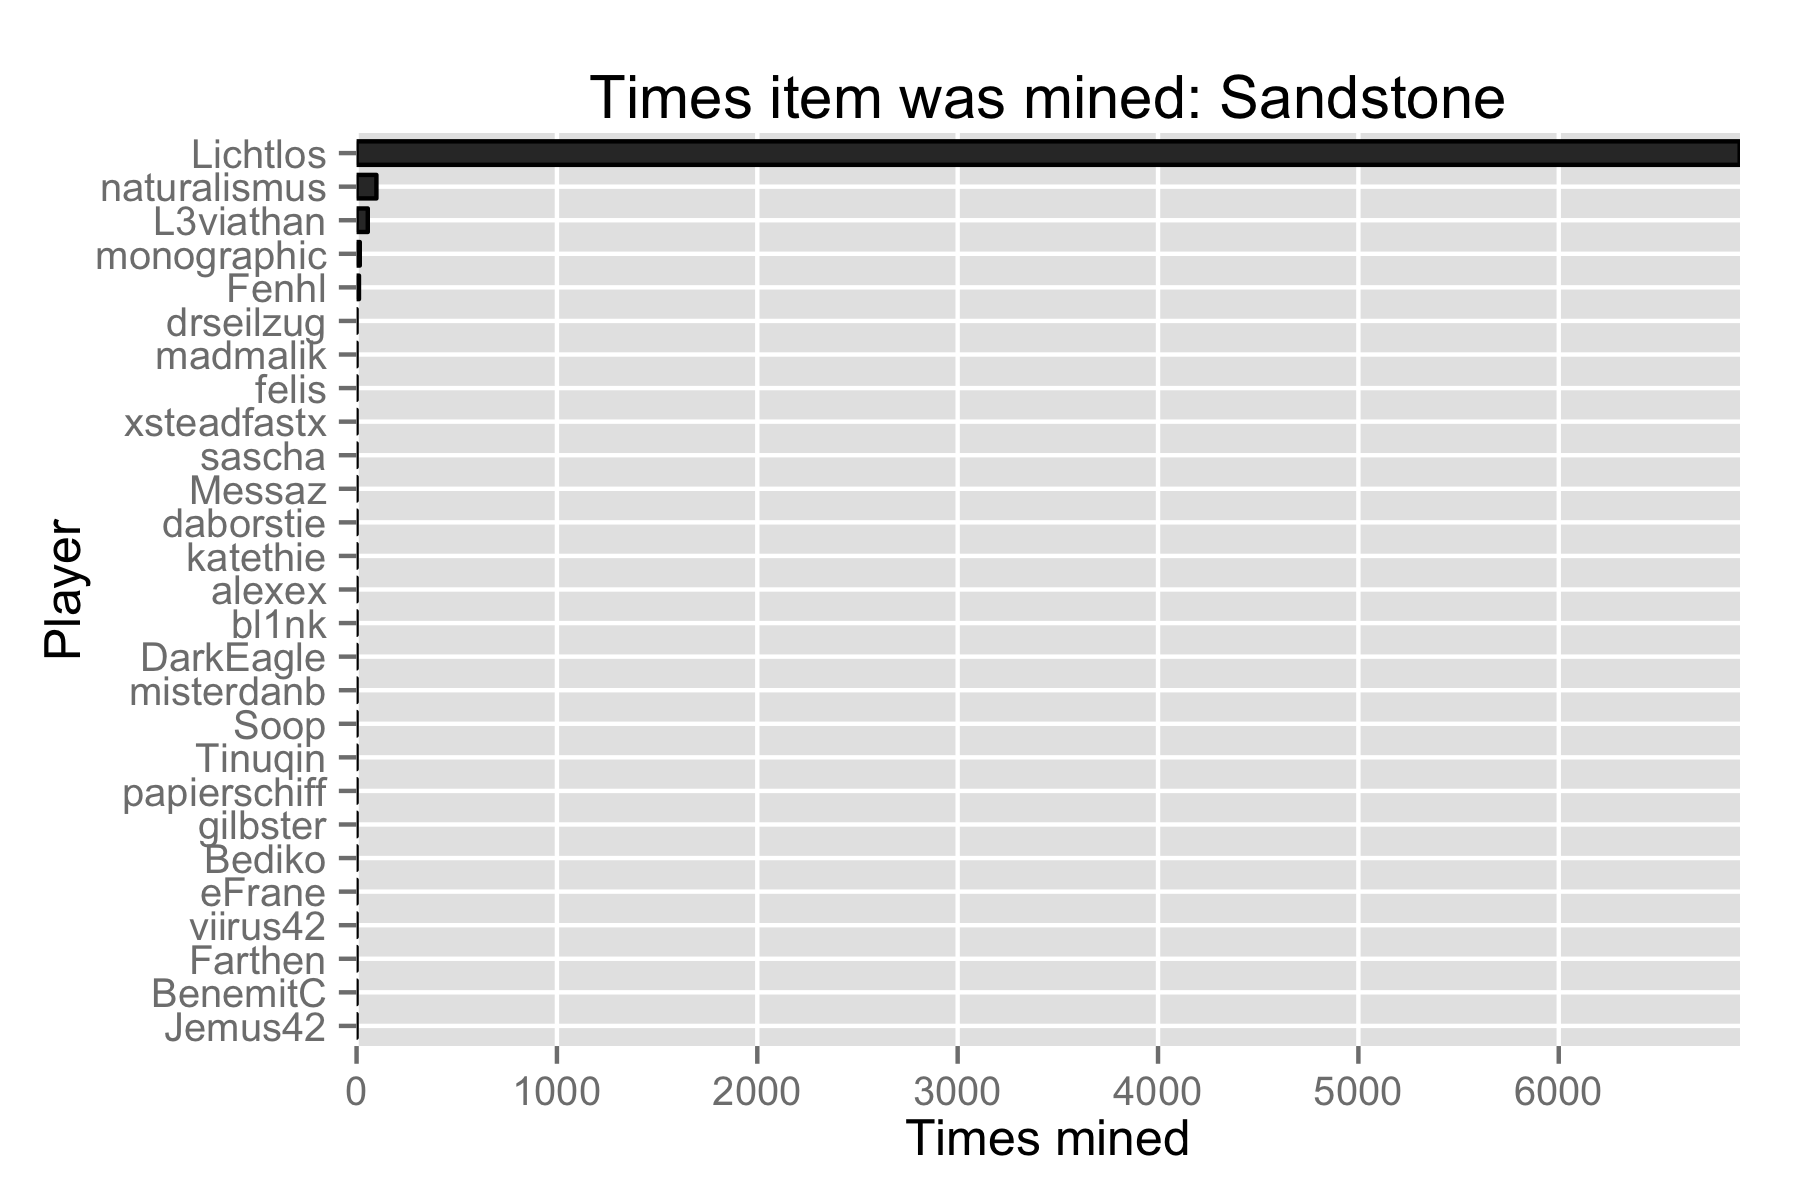 Times item was mined: Sandstone
Lichtlos
naturalismus
L3viathan
monographic
Fenhl
drseilzug
madmalik
felis
xsteadfastx
sascha
Messaz
daborstie
katethie
alexex
bl1nk
DarkEagle
misterdanb
Soop
Tinuqin
papierschiff
gilbster
Bediko
eFrane
viirus42
Farthen
BenemitC
Jemus42
Player
0 1000 2000 3000 4000 5000 6000
Times mined